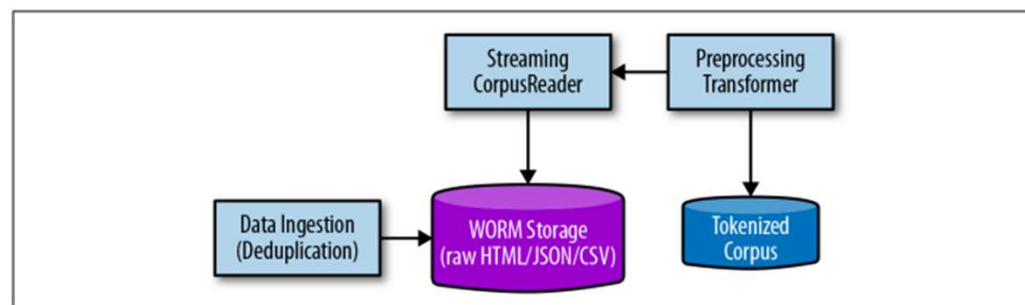 Streaming
CorpusReader
Preprocessing
Transformer
Data Ingestion
(Deduplication)
WORM Storage
(raw HTML/JSON/CSV)
Tokenized
Corpus